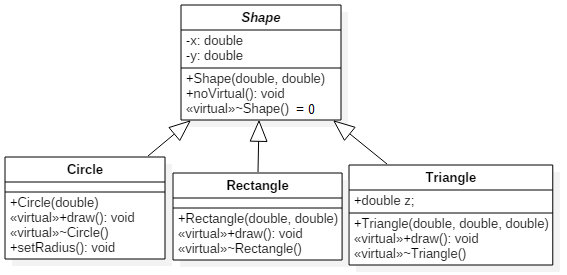 Shape
-x: double
-y: double
+Shape(double, double)
+noVirtual(): void
«virtual»~Shape() = 0
Circle
+Circle(double)
«virtual»+draw(): void
«virtual»~Circle()
+setRadius(): void
Rectangle
+Rectangle(double, double)
«virtual»+draw(): void
«virtual»~Rectangle()
Triangle
+double z;
+Triangle(double, double, double)
«virtual»+draw(): void
«virtual»~Triangle()